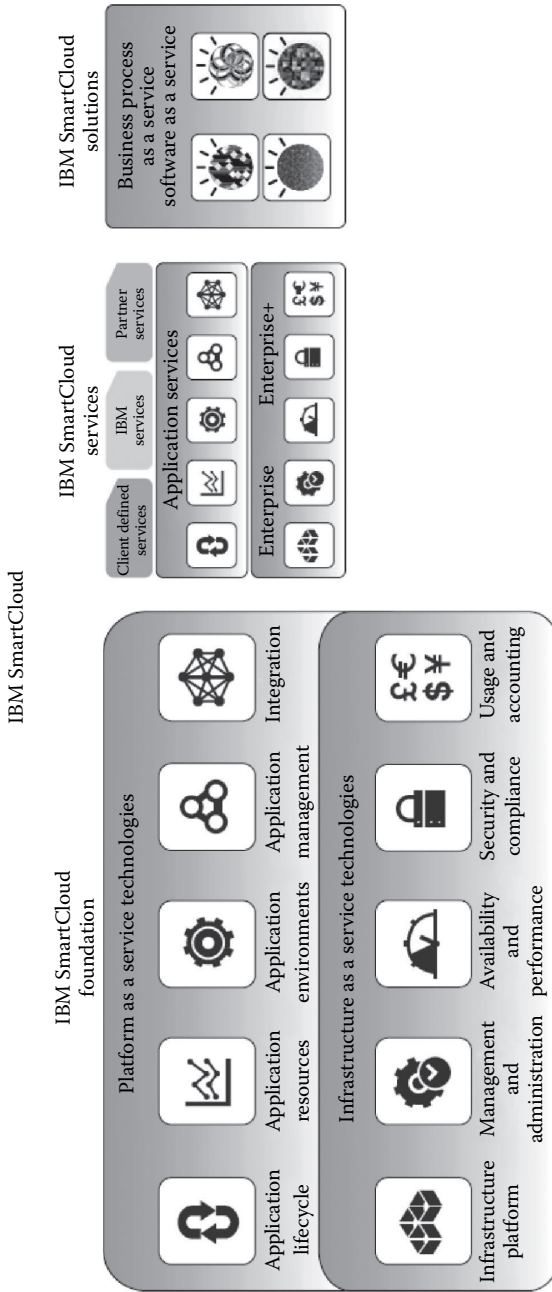 IBM SmartCloud
IBM SmartCloud
foundation
Platform as a service technologies
Application
lifecycle
Application
resources
Application
environments
Application
management
Integration
Infrastructure as a service technologies
Infrastructure
platform
Management
and
administration
Availability
and
performance
Security and
compliance
Usage and
accounting
IBM SmartCloud
services
Client defined
services
IBM
services
Partner
services
Application services
Enterprise
Enterprise+
IBM SmartCloud
solutions
Business process
as a service
software as a service